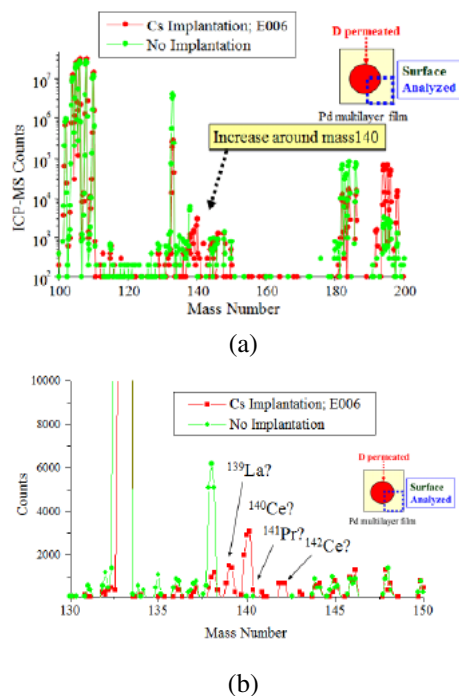 Cs Implantation; E006
No Implantation
D permeated
Surface
Analyzed
Pd multilayer film
Increase around mass140
ICP-MS Counts
10⁷
10⁶
10⁵
10⁴
10³
10²
100 120 140 160 180 200
Mass Number
(a)
Cs Implantation; E006
No Implantation
D permeated
Surface
Analyzed
Pd multilayer film
¹³⁹La?
¹⁴⁰Ce?
¹⁴¹Pr?
¹⁴²Ce?
Counts
10000
8000
6000
4000
2000
130 135 140 145 150
Mass Number
(b)